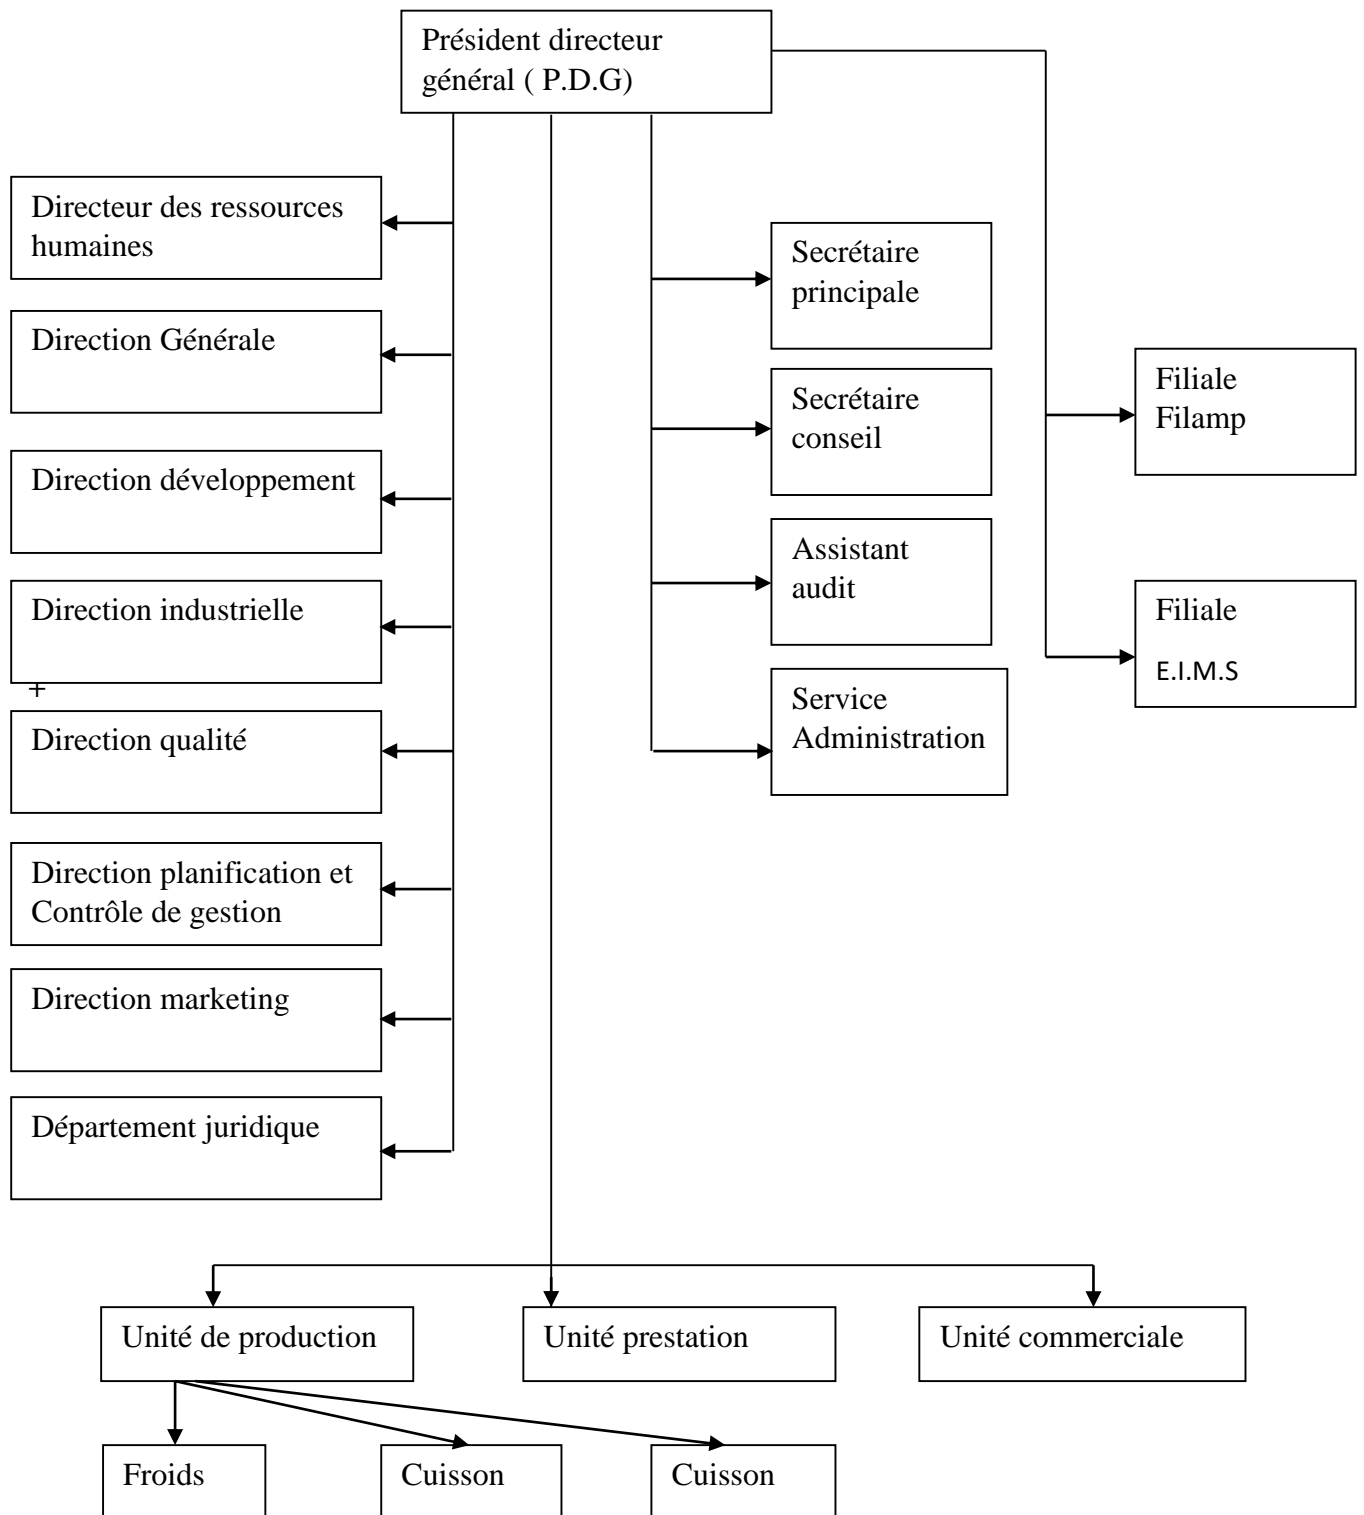 Président directeur
général ( P.D.G)
Directeur des ressources
humaines
Direction Générale
Direction développement
Direction industrielle
+
Direction qualité
Direction planification et
Contrôle de gestion
Direction marketing
Département juridique
Secrétaire
principale
Secrétaire
conseil
Assistant
audit
Service
Administration
Filiale
Filamp
Filiale
E.I.M.S
Unité de production
Unité prestation
Unité commerciale
Froids
Cuisson
Cuisson